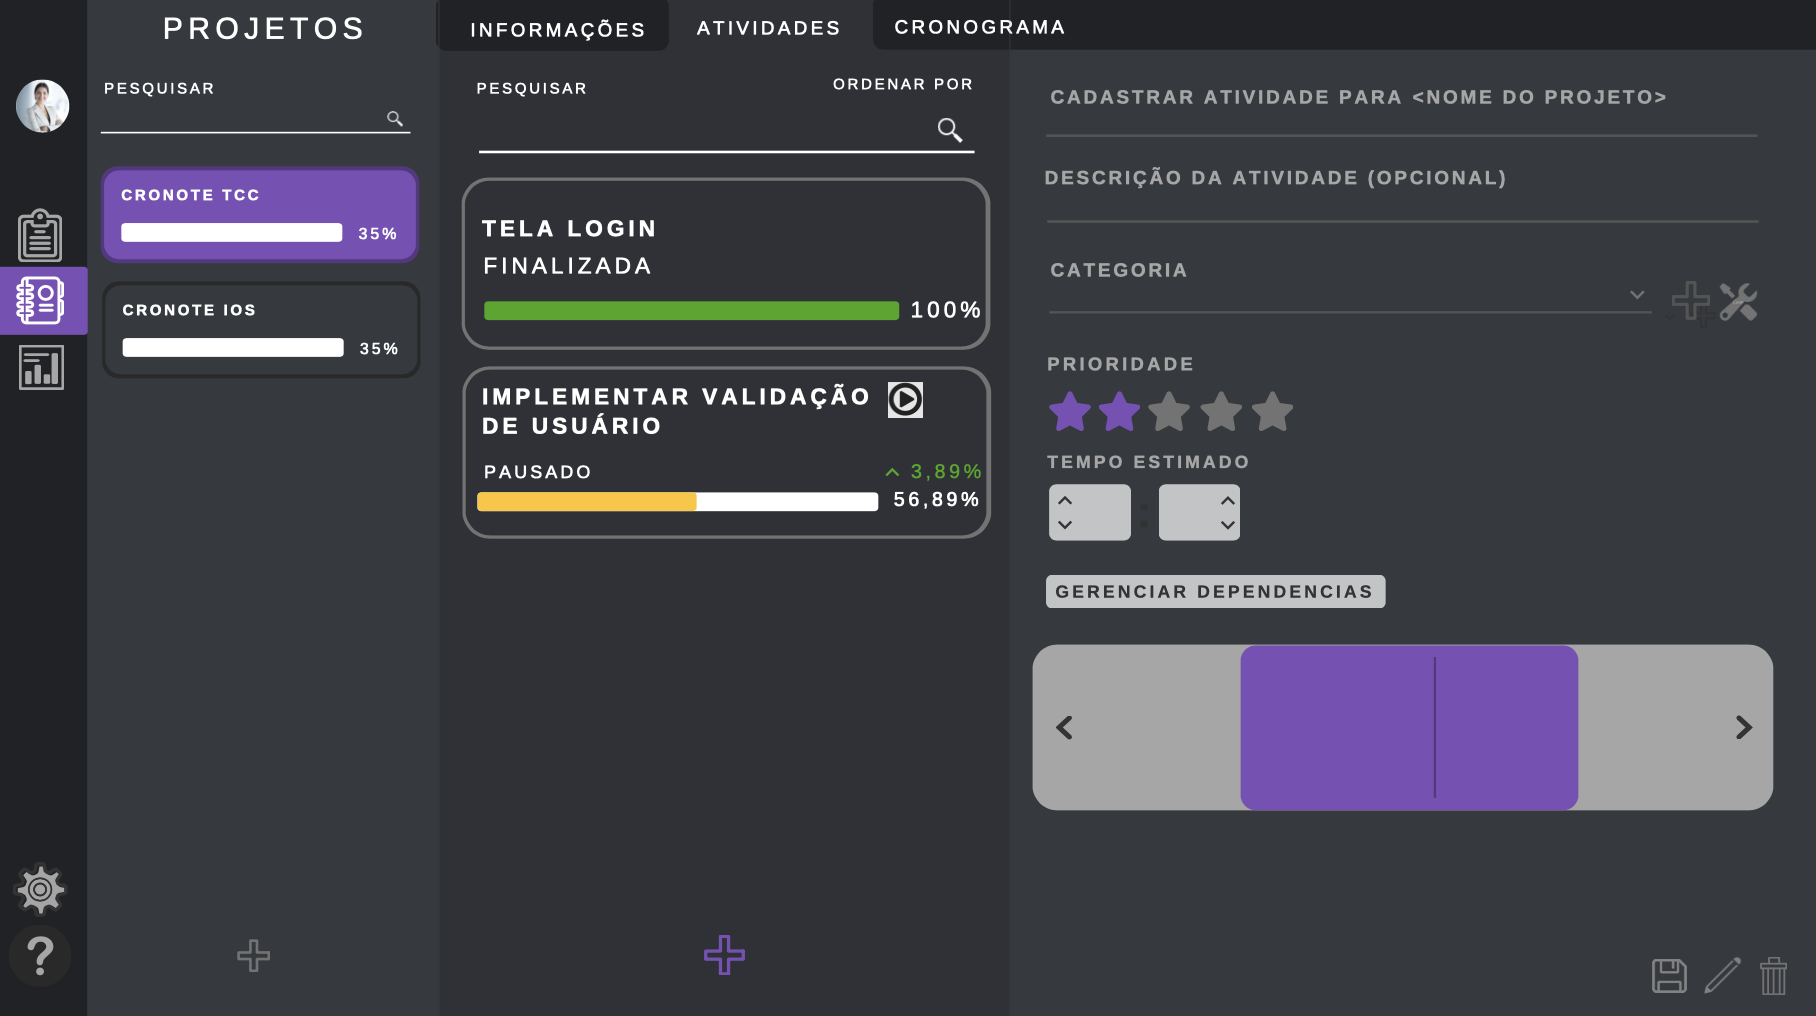 PROJETOS
PESQUISAR
CRONOTE TCC
35%
CRONOTE IOS
35%
INFORMAÇÕES
ATIVIDADES
CRONOGRAMA
PESQUISAR
ORDENAR POR
TELA LOGIN
FINALIZADA
100%
IMPLEMENTAR VALIDAÇÃO
DE USUÁRIO
PAUSADO
3,89%
56,89%
CADASTRAR ATIVIDADE PARA <NOME DO PROJETO>
DESCRIÇÃO DA ATIVIDADE (OPCIONAL)
CATEGORIA
PRIORIDADE
TEMPO ESTIMADO
:
GERENCIAR DEPENDENCIAS
?